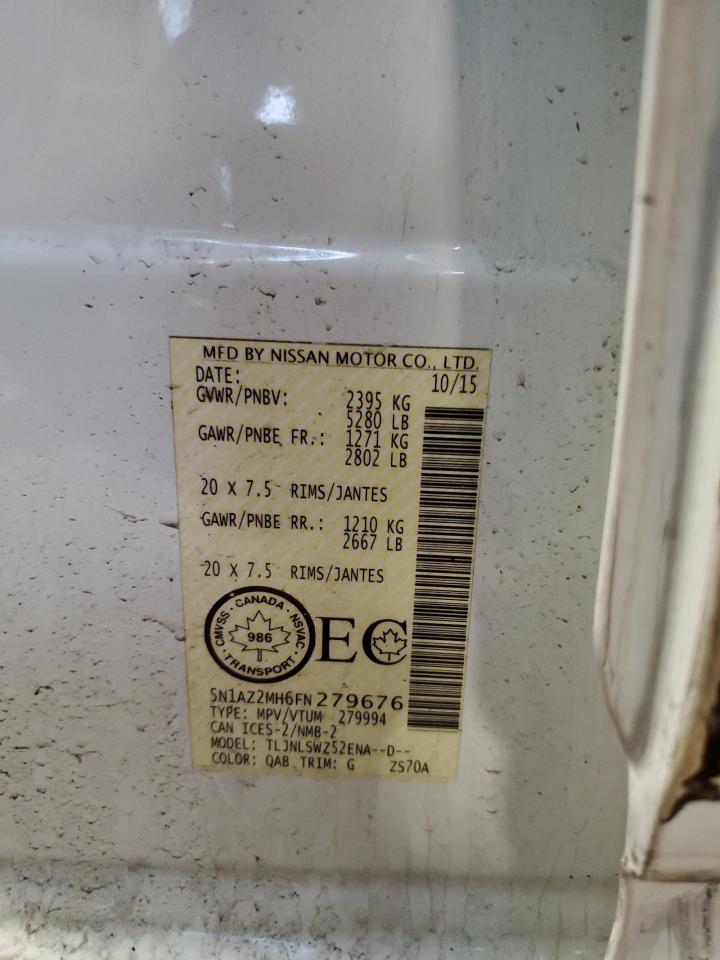 MFD BY NISSAN MOTOR CO., LTD.
DATE: 10/15
GVWR/PNBV: 2395 KG
5280 LB
GAWR/PNBE FR.: 1271 KG
2802 LB
20 X 7.5 RIMS/JANTES
GAWR/PNBE RR.: 1210 KG
2667 LB
20 X 7.5 RIMS/JANTES
CMVSS · CANADA · NSVAC · TRANSPORT ·
986
EC
5N1AZ2MH6FN279676
TYPE: MPV/VTUM 279994
CAN ICES-2/NMB-2
MODEL: TLJNLSWZ52ENA--D--
COLOR: QAB TRIM: G ZS70A